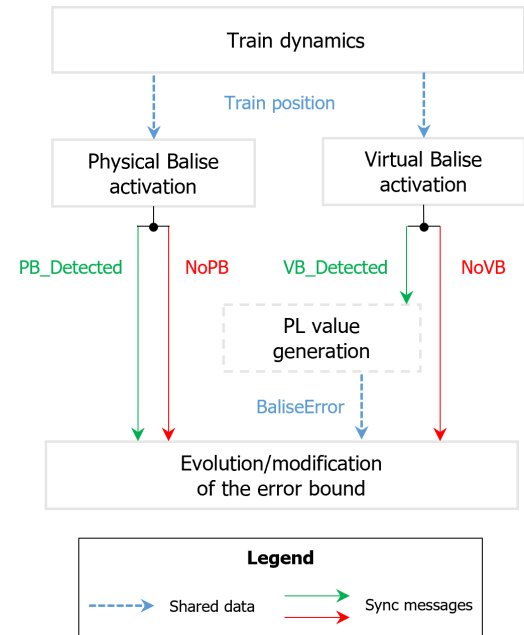 Train dynamics
Train position
Physical Balise
activation
Virtual Balise
activation
PB_Detected
NoPB
VB_Detected
NoVB
PL value
generation
BaliseError
Evolution/modification
of the error bound
Legend
Shared data
Sync messages